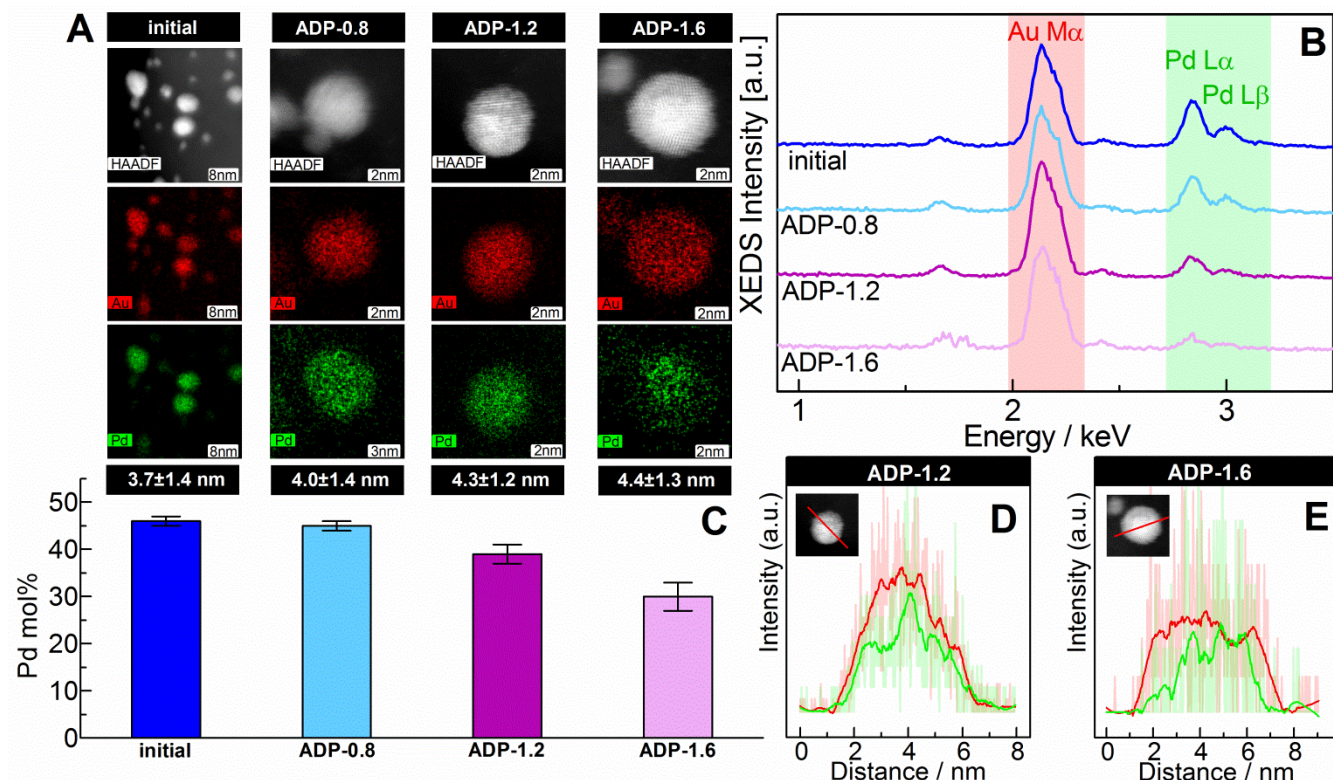 A
initial
ADP-0.8
ADP-1.2
ADP-1.6
HAADF
8nm
HAADF
2nm
HAADF
2nm
HAADF
2nm
Au
8nm
Au
2nm
Au
2nm
Au
2nm
Pd
8nm
Pd
3nm
Pd
2nm
Pd
2nm
3.7±1.4 nm
4.0±1.4 nm
4.3±1.2 nm
4.4±1.3 nm
B
XEDS Intensity [a.u.]
Au Mα
Pd Lα
Pd Lβ
initial
ADP-0.8
ADP-1.2
ADP-1.6
1
2
3
Energy / keV
C
Pd mol%
50
40
30
20
10
0
initial
ADP-0.8
ADP-1.2
ADP-1.6
ADP-1.2
D
Intensity (a.u.)
0
2
4
6
8
Distance / nm
ADP-1.6
E
Intensity (a.u.)
0
2
4
6
8
Distance / nm